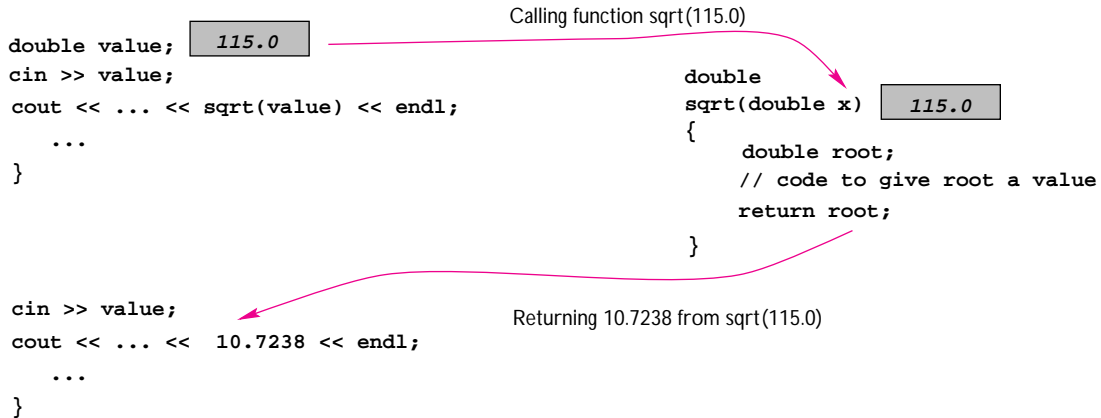 Calling function sqrt(115.0)
double value; 115.0
cin >> value;
cout << ... << sqrt(value) << endl;
...
}
double
sqrt(double x) 115.0
{
double root;
// code to give root a value
return root;
}
cin >> value;
cout << ... << 10.7238 << endl;
...
}
Returning 10.7238 from sqrt(115.0)